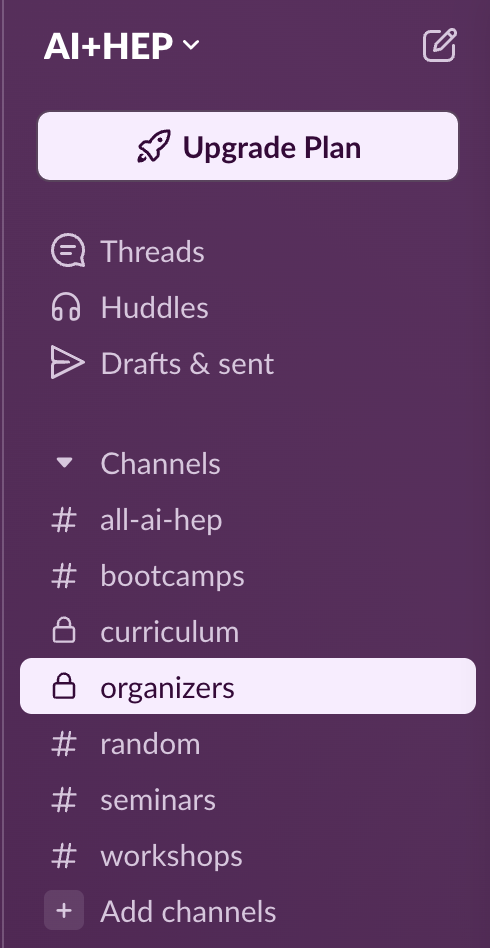 AI+HEP
Upgrade Plan
Threads
Huddles
Drafts & sent
Channels
# all-ai-hep
# bootcamps
curriculum
organizers
# random
# seminars
# workshops
+ Add channels